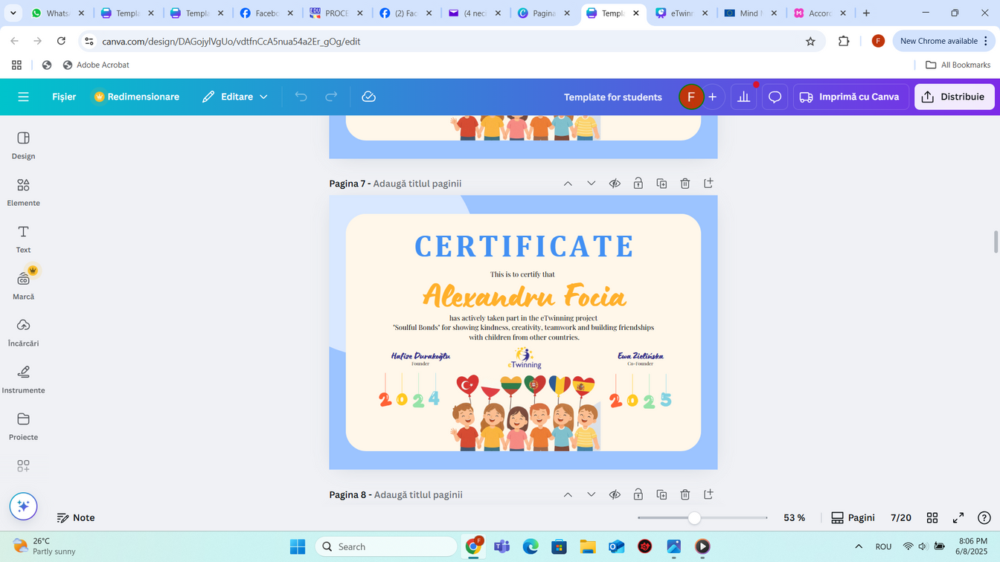 WhatsA
Templa
Templa
Facebo
PROCE
(2) Fac
(4 nec
Pagina
Templa
eTwinn
Mind M
Accord
canva.com/design/DAGojylVgUo/vdtfnCcA5nua54a2Er_gOg/edit
F
New Chrome available
Adobe Acrobat
All Bookmarks
Fișier
Redimensionare
Editare
Template for students
F
Imprimă cu Canva
Distribuie
Design
Elemente
Text
Marcă
Încărcări
Instrumente
Proiecte
Pagina 7 - Adaugă titlul paginii
CERTIFICATE
This is to certify that
Alexandru Focia
has actively taken part in the eTwinning project
"Soulful Bonds" for showing kindness, creativity, teamwork and building friendships
with children from other countries.
Hafize Durakoğlu
Founder
eTwinning
Ewa Zielińska
Co-Founder
2024
2025
Pagina 8 - Adaugă titlul paginii
Note
53 %
Pagini
7/20
26°C
Partly sunny
Search
ROU
8:06 PM
6/8/2025